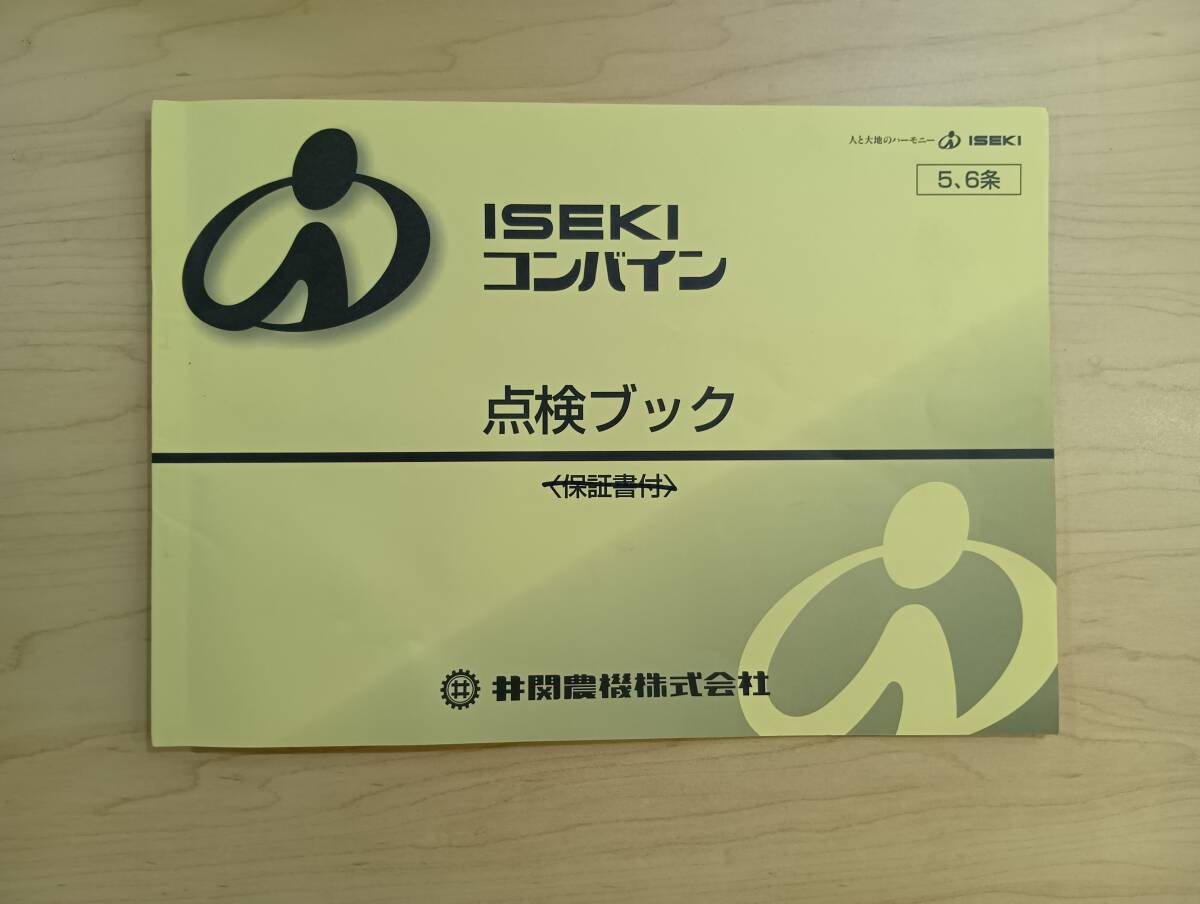 人と大地のハーモニー ISEKI
5、6条
ISEKI
コンバイン
点検ブック
〈保証書付〉
井関農機株式会社